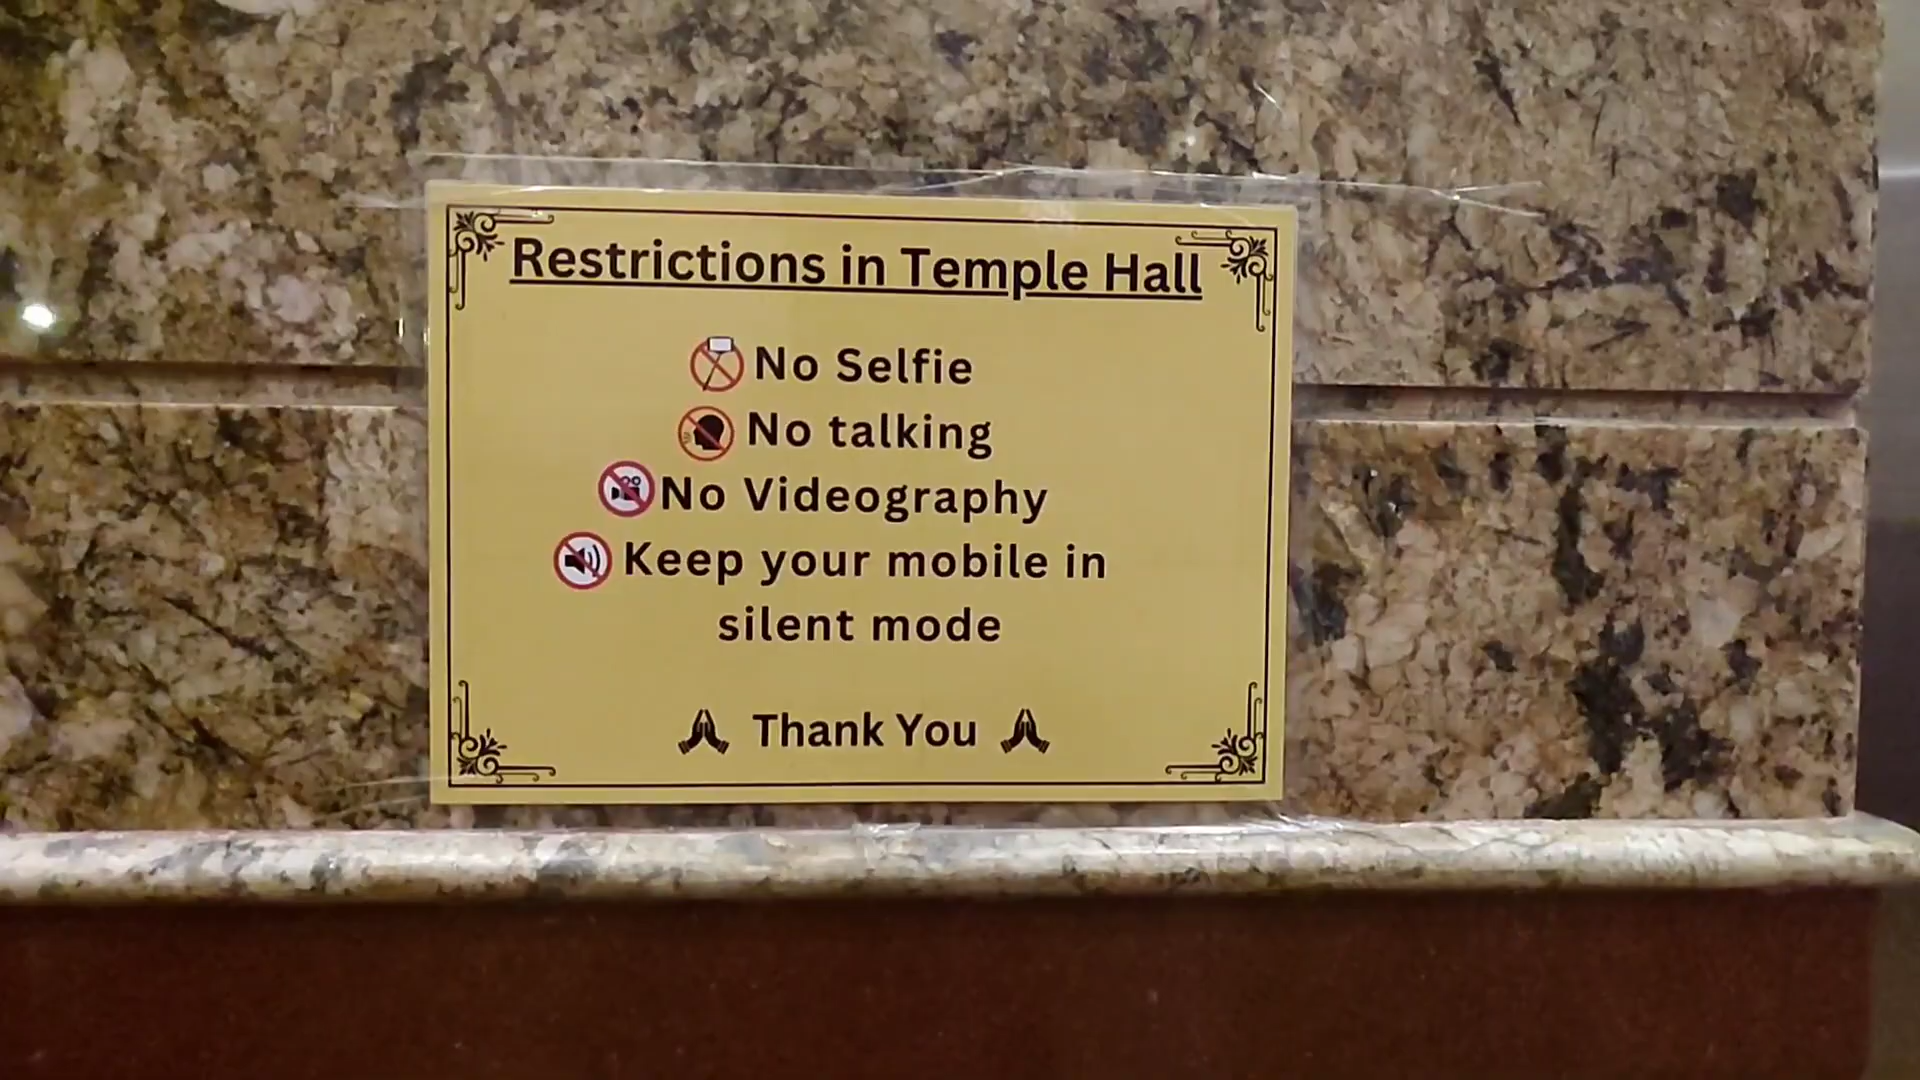 Restrictions in Temple Hall
No Selfie
No talking
No Videography
Keep your mobile in
silent mode
Thank You